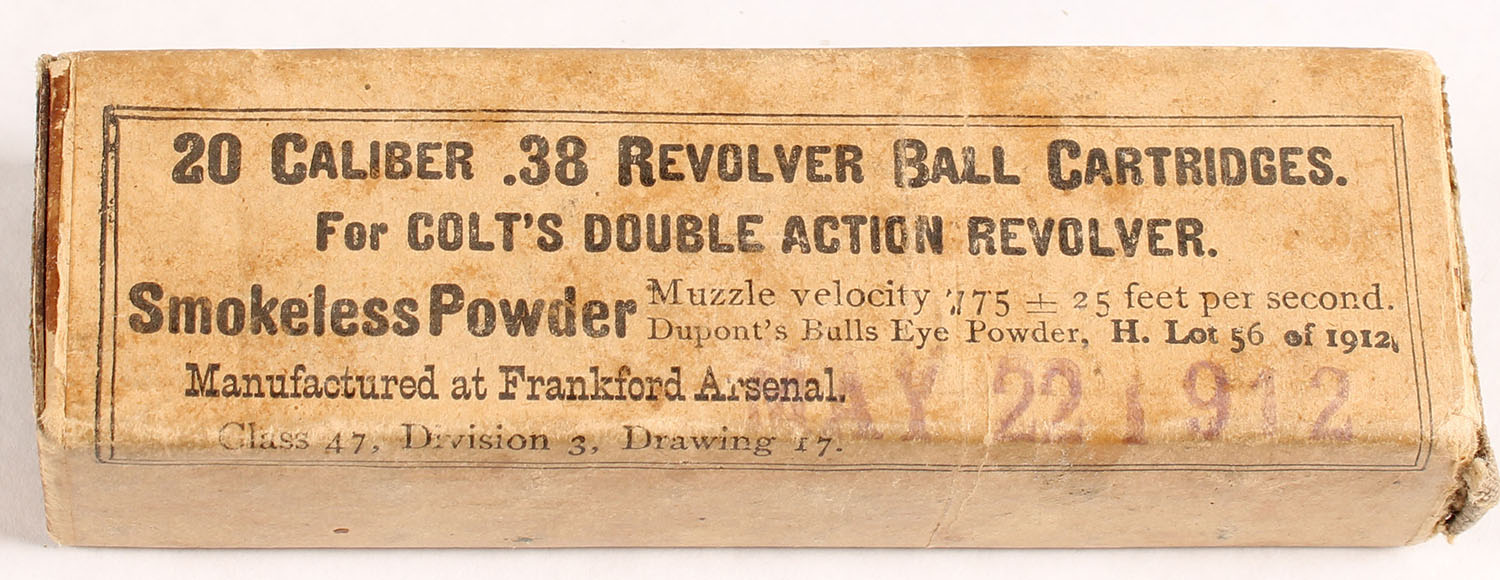 20 CALIBER .38 REVOLVER BALL CARTRIDGES.
For COLT'S DOUBLE ACTION REVOLVER.
Smokeless Powder Muzzle velocity 775 ± 25 feet per second.
Dupont's Bulls Eye Powder, H. Lot 56 of 1912.
Manufactured at Frankford Arsenal.
MAY 22 1912
Class 47, Division 3, Drawing 17.